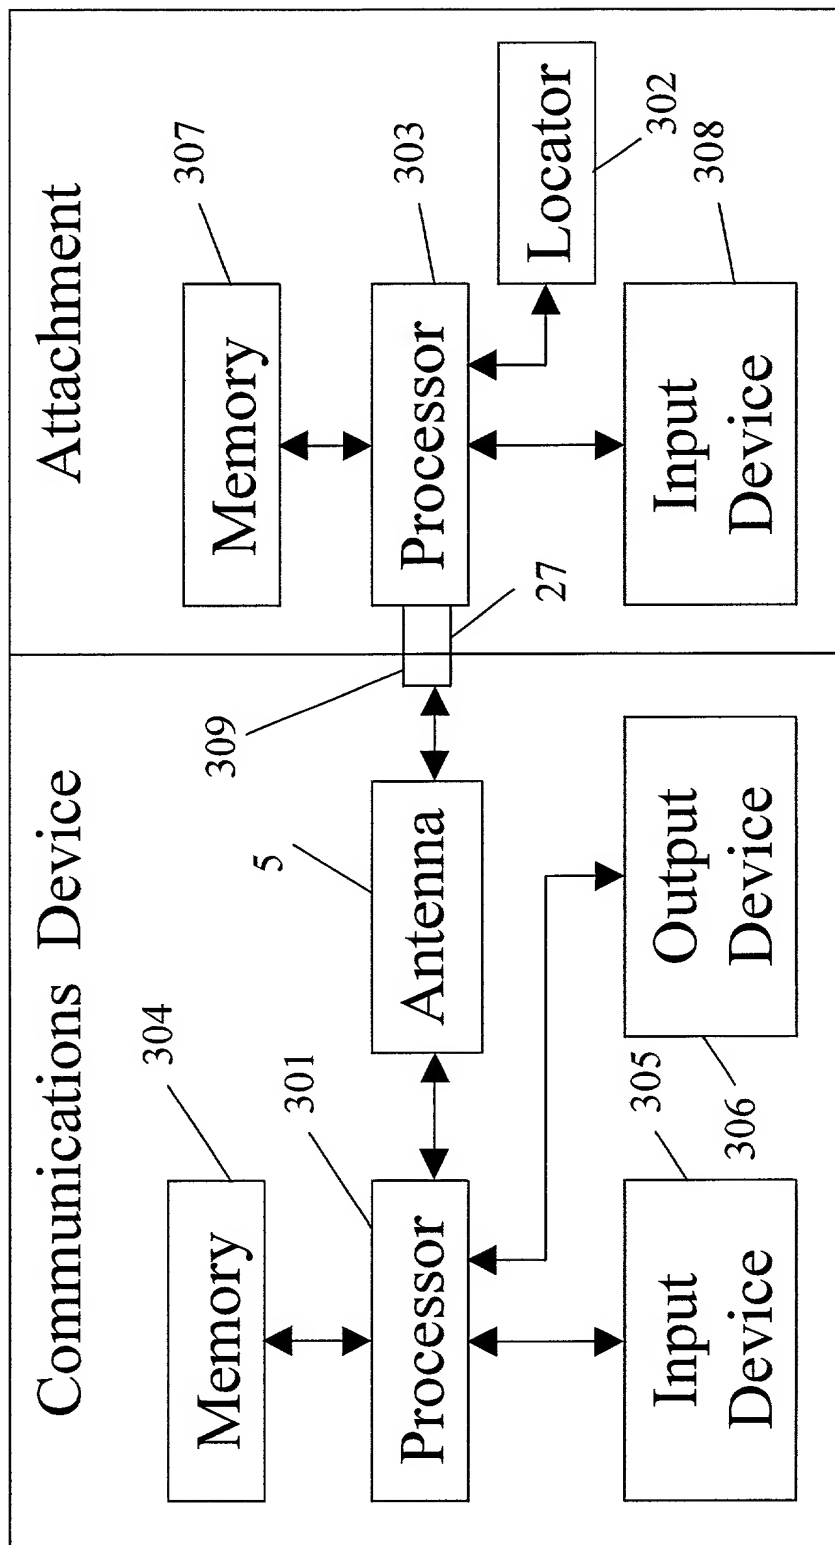 Communications Device
304
Memory
301
Processor
5
Antenna
309
305
Input
Device
306
Output
Device
Attachment
307
Memory
303
Processor
27
Locator
302
308
Input
Device